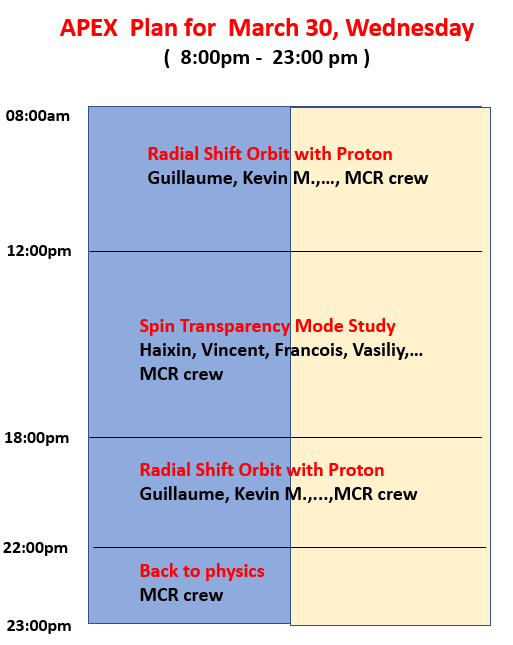 APEX Plan for March 30, Wednesday
( 8:00pm - 23:00 pm )
08:00am
Radial Shift Orbit with Proton
Guillaume, Kevin M.,…, MCR crew
12:00pm
Spin Transparency Mode Study
Haixin, Vincent, Francois, Vasiliy,…
MCR crew
18:00pm
Radial Shift Orbit with Proton
Guillaume, Kevin M.,...,MCR crew
22:00pm
Back to physics
MCR crew
23:00pm